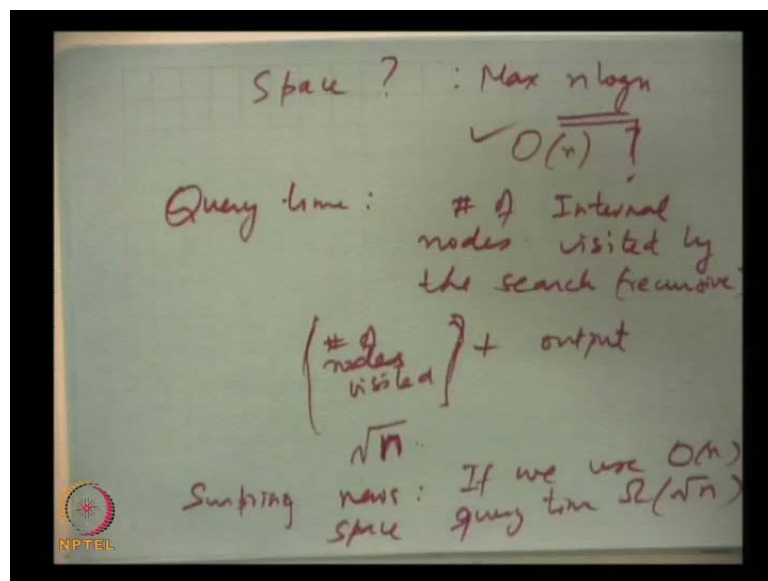 Space ? : Max nlogn
✓ O(n) ?
Query time : # of Internal
nodes visited by
the search (recursive)
(# of nodes visited) + output
√n
Surprising news : If we use O(n)
space query time Ω(√n)
NPTEL